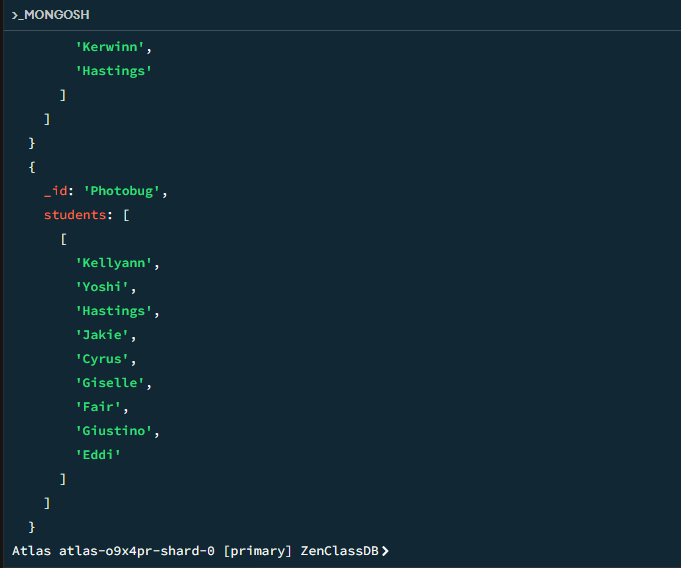 >_MONGOSH
'Kerwinn',
'Hastings'
]
]
}
{
_id: 'Photobug',
students: [
[
'Kellyann',
'Yoshi',
'Hastings',
'Jakie',
'Cyrus',
'Giselle',
'Fair',
'Giustino',
'Eddi'
]
]
}
Atlas atlas-o9x4pr-shard-0 [primary] ZenClassDB>